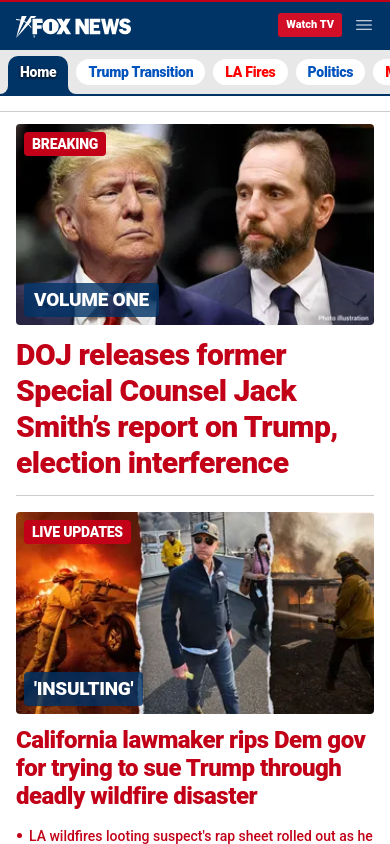 FOX NEWS
Watch TV
Home
Trump Transition
LA Fires
Politics
BREAKING
VOLUME ONE
Photo illustration
DOJ releases former
Special Counsel Jack
Smith’s report on Trump,
election interference
LIVE UPDATES
'INSULTING'
California lawmaker rips Dem gov
for trying to sue Trump through
deadly wildfire disaster
LA wildfires looting suspect's rap sheet rolled out as he